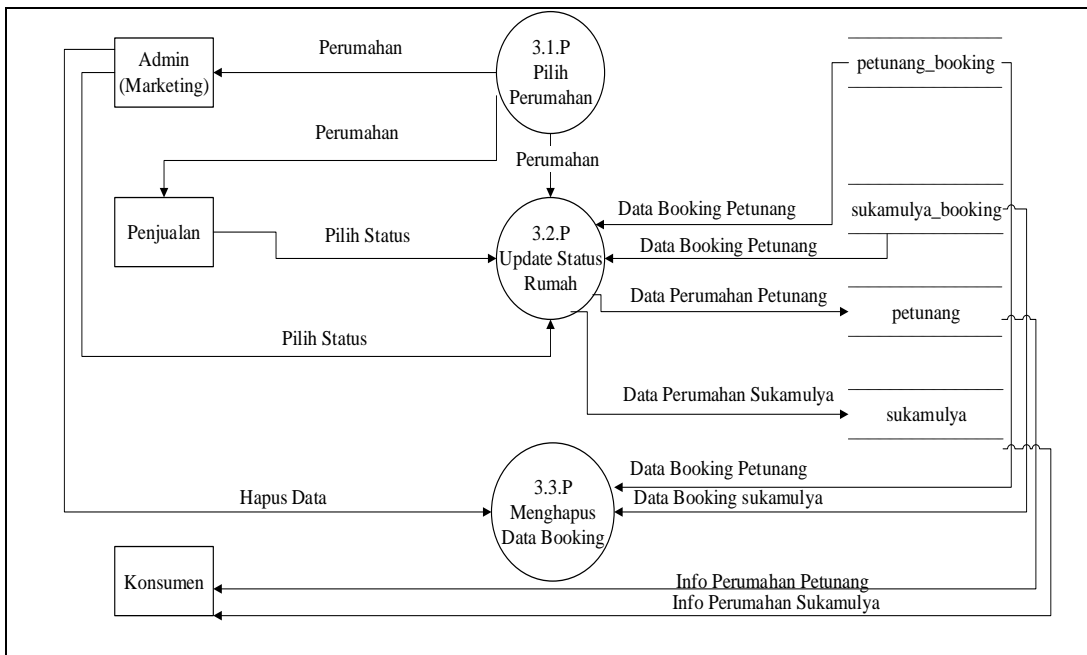 Admin
(Marketing)
Perumahan
3.1.P
Pilih
Perumahan
petunang_booking
Perumahan
Perumahan
Penjualan
Pilih Status
3.2.P
Update Status
Rumah
Data Booking Petunang
sukamulya_booking
Data Booking Petunang
Data Perumahan Petunang
petunang
Pilih Status
Data Perumahan Sukamulya
sukamulya
Hapus Data
3.3.P
Menghapus
Data Booking
Data Booking Petunang
Data Booking sukamulya
Konsumen
Info Perumahan Petunang
Info Perumahan Sukamulya